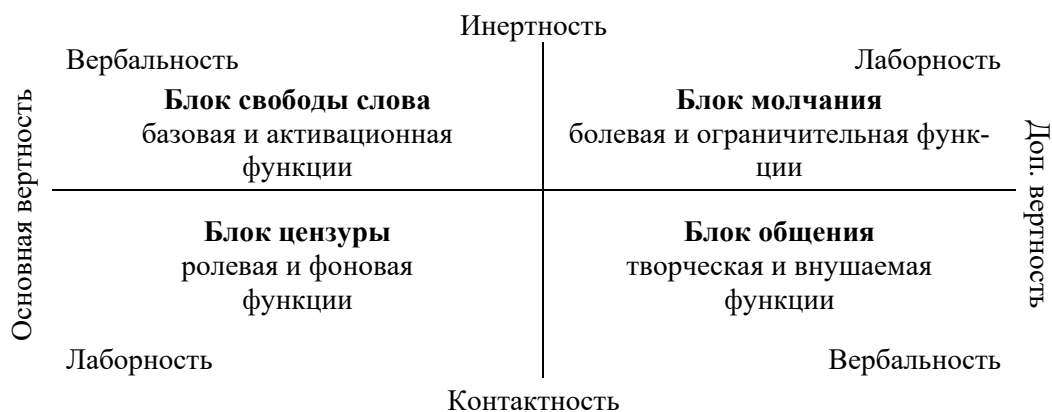 Инертность
Вербальность
Лаборность
Основная вертность
Блок свободы слова
базовая и активационная
функции
Блок молчания
болевая и ограничительная функ-
ции
Доп. вертность
Блок цензуры
ролевая и фоновая
функции
Блок общения
творческая и внушаемая
функции
Лаборность
Вербальность
Контактность